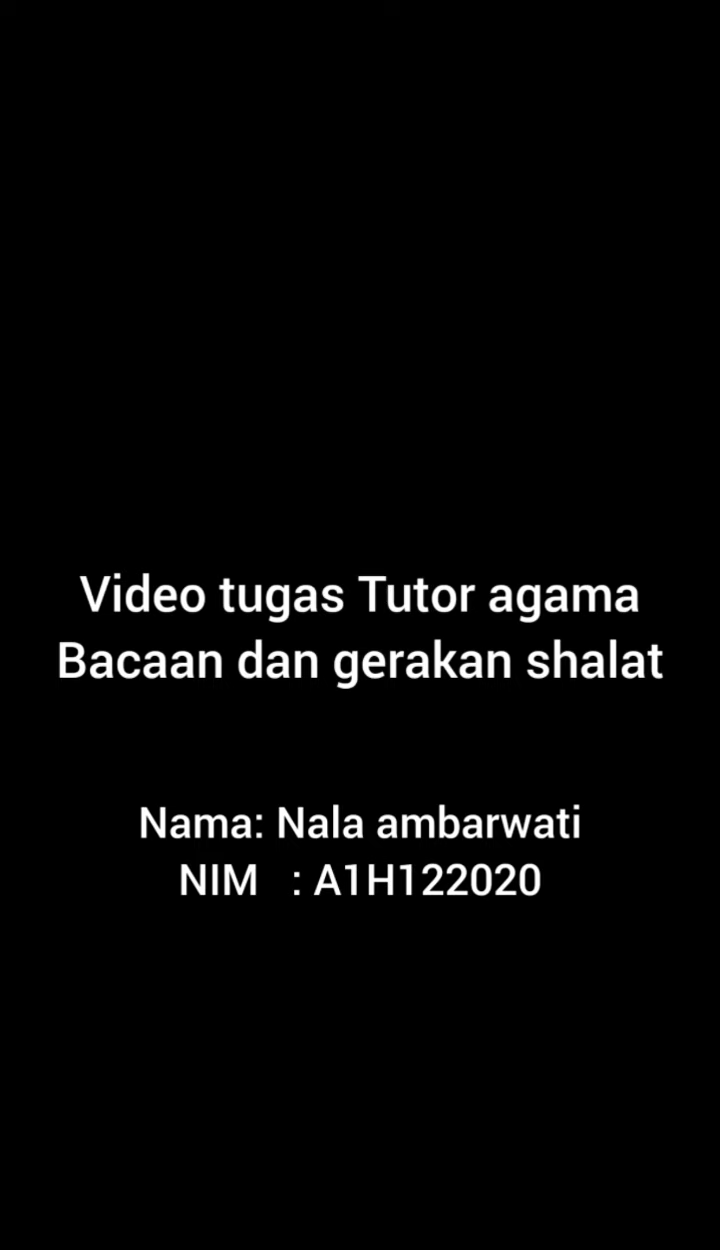 Video tugas Tutor agama
Bacaan dan gerakan shalat
Nama: Nala ambarwati
NIM : A1H122020